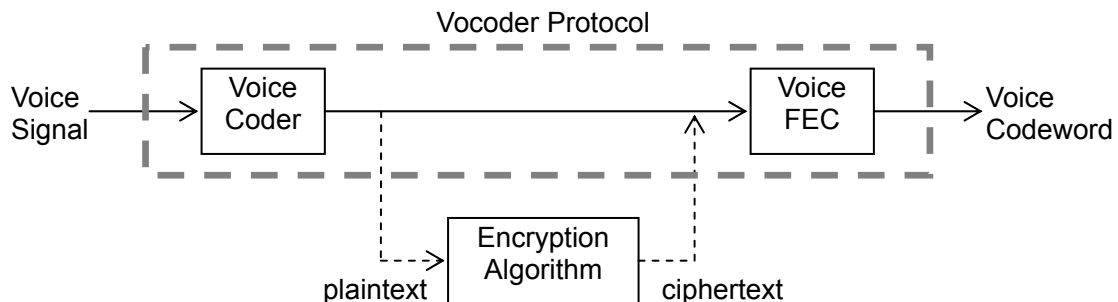 Vocoder Protocol
Voice
Signal
Voice
Coder
Voice
FEC
Voice
Codeword
Encryption
Algorithm
plaintext
ciphertext